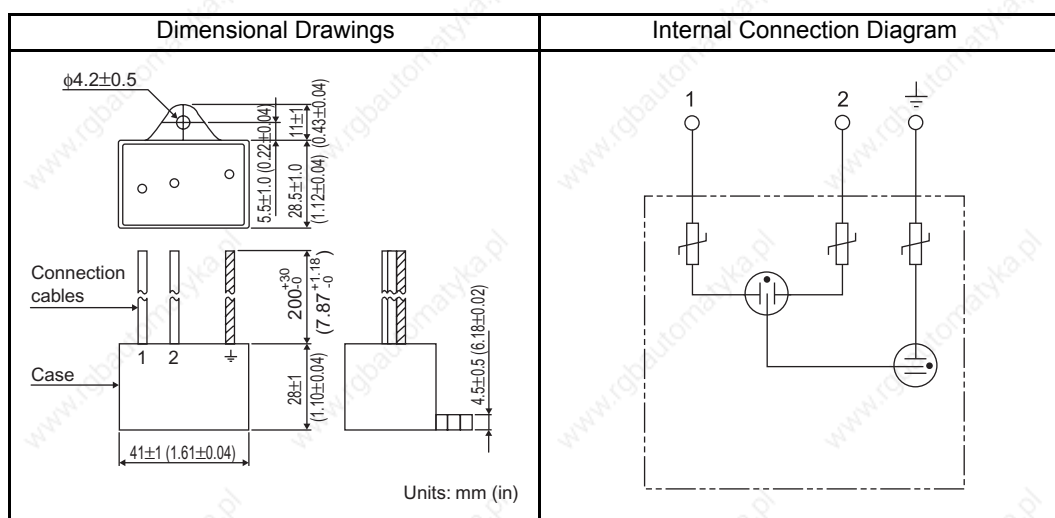 Dimensional Drawings
Internal Connection Diagram
φ4.2±0.5
5.5±1.0 (0.22±0.04)
11±1
(0.43±0.04)
28.5±1.0
(1.12±0.04)
Connection
cables
200 +30 -0
(7.87 +1.18 -0)
1 2
Case
28±1
(1.10±0.04)
4.5±0.5 (6.18±0.02)
41±1 (1.61±0.04)
Units: mm (in)
1 2
www.rgbautomatyka.pl